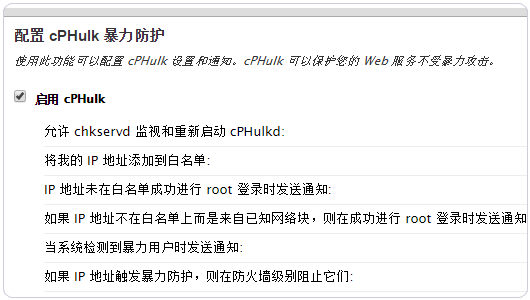 配置 cPHulk 暴力防护
使用此功能可以配置 cPHulk 设置和通知。cPHulk 可以保护您的 Web 服务不受暴力攻击。
启用 cPHulk
允许 chkservd 监视和重新启动 cPHulkd:
将我的 IP 地址添加到白名单:
IP 地址未在白名单成功进行 root 登录时发送通知:
如果 IP 地址不在白名单上而是来自已知网络块，则在成功进行 root 登录时发送通知
当系统检测到暴力用户时发送通知:
如果 IP 地址触发暴力防护，则在防火墙级别阻止它们: